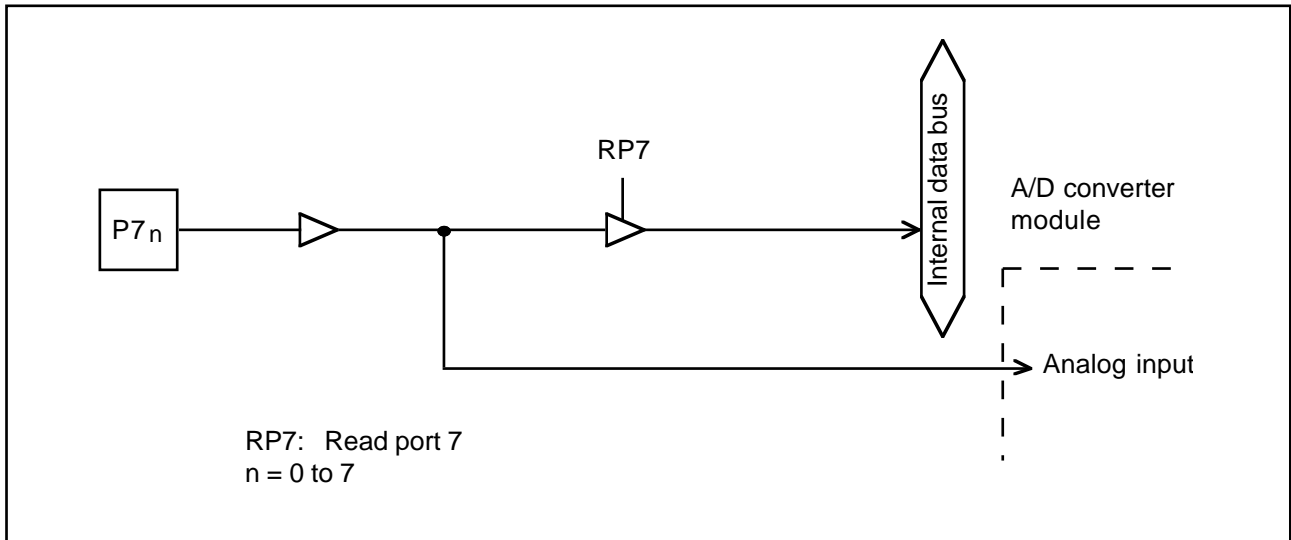 RP7
Internal data bus
A/D converter
module
P7n
Analog input
RP7: Read port 7
n = 0 to 7